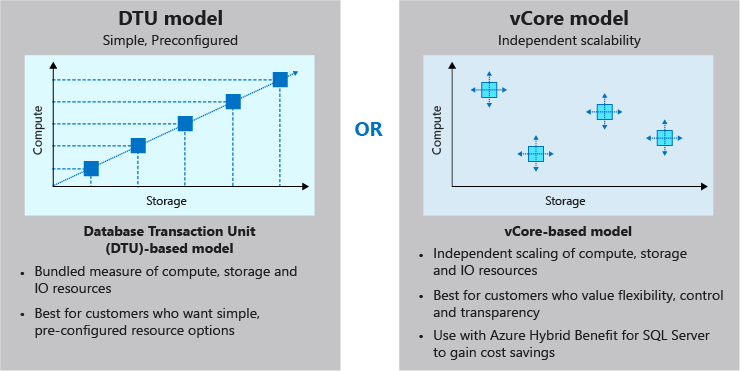 DTU model
Simple, Preconfigured
Compute
Storage
Database Transaction Unit
(DTU)-based model
• Bundled measure of compute, storage and
IO resources
• Best for customers who want simple,
pre-configured resource options
OR
vCore model
Independent scalability
Compute
Storage
vCore-based model
• Independent scaling of compute, storage
and IO resources
• Best for customers who value flexibility, control
and transparency
• Use with Azure Hybrid Benefit for SQL Server
to gain cost savings